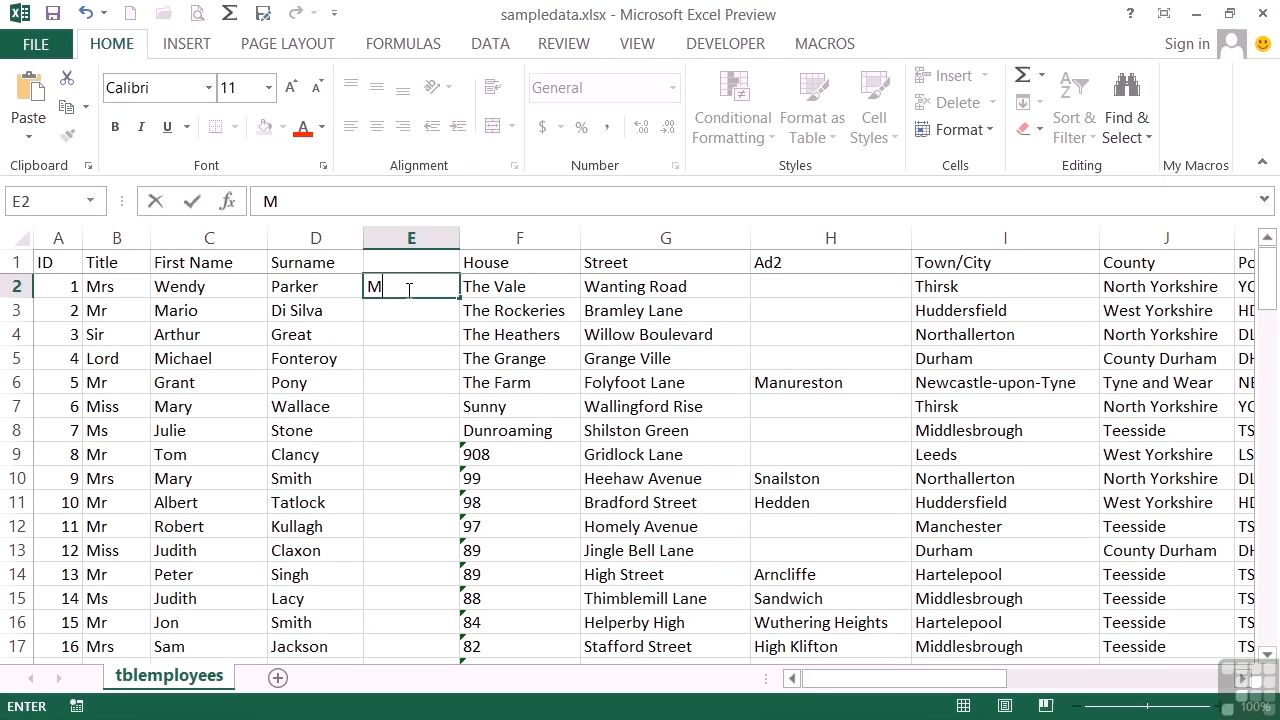 sampledata.xlsx - Microsoft Excel Preview
?
FILE HOME INSERT PAGE LAYOUT FORMULAS DATA REVIEW VIEW DEVELOPER MACROS Sign in
Paste Calibri 11 General Conditional Formatting Format as Table Cell Styles Insert Delete Format Sort & Filter Find & Select
B I U A $ % ,
Clipboard Font Alignment Number Styles Cells Editing My Macros
E2 fx M
A B C D E F G H I J
1 ID Title First Name Surname House Street Ad2 Town/City County Po
2 1 Mrs Wendy Parker M The Vale Wanting Road Thirsk North Yorkshire YO
3 2 Mr Mario Di Silva The Rockeries Bramley Lane Huddersfield West Yorkshire HD
4 3 Sir Arthur Great The Heathers Willow Boulevard Northallerton North Yorkshire DL
5 4 Lord Michael Fonteroy The Grange Grange Ville Durham County Durham DH
6 5 Mr Grant Pony The Farm Folyfoot Lane Manureston Newcastle-upon-Tyne Tyne and Wear NE
7 6 Miss Mary Wallace Sunny Wallingford Rise Thirsk North Yorkshire YO
8 7 Ms Julie Stone Dunroaming Shilston Green Middlesbrough Teesside TS
9 8 Mr Tom Clancy 908 Gridlock Lane Leeds West Yorkshire LS
10 9 Mrs Mary Smith 99 Heehaw Avenue Snailston Northallerton North Yorkshire DL
11 10 Mr Albert Tatlock 98 Bradford Street Hedden Huddersfield West Yorkshire HD
12 11 Mr Robert Kullagh 97 Homely Avenue Manchester Teesside TS
13 12 Miss Judith Claxon 89 Jingle Bell Lane Durham County Durham DH
14 13 Mr Peter Singh 89 High Street Arncliffe Hartelepool Teesside TS
15 14 Ms Judith Lacy 88 Thimblemill Lane Sandwich Middlesbrough Teesside TS
16 15 Mr Jon Smith 84 Helperby High Wuthering Heights Hartelepool Teesside TS
17 16 Mrs Sam Jackson 82 Stafford Street High Klifton Middlesbrough Teesside TS
tblemployees
ENTER 100%